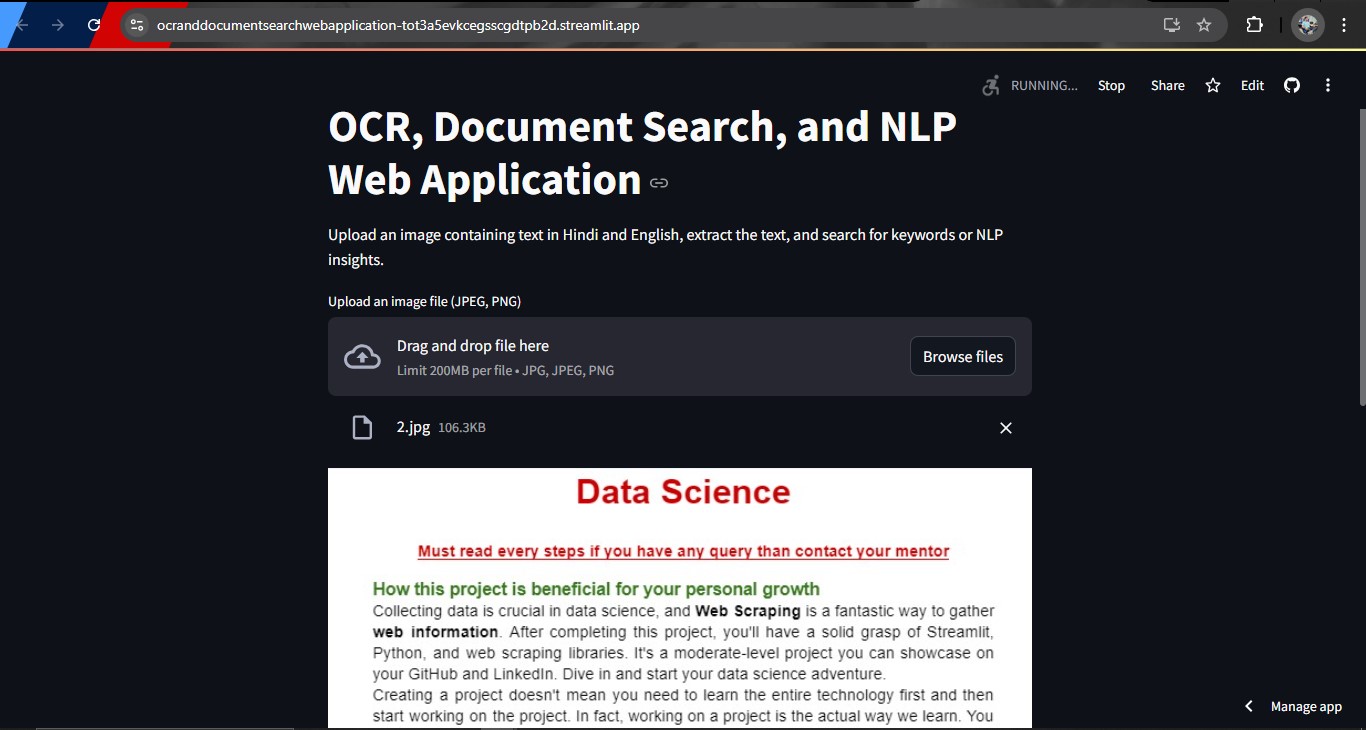 ocranddocumentsearchwebapplication-tot3a5evkcegsscgdtpb2d.streamlit.app
RUNNING... Stop Share Edit
OCR, Document Search, and NLP
Web Application
Upload an image containing text in Hindi and English, extract the text, and search for keywords or NLP
insights.
Upload an image file (JPEG, PNG)
Drag and drop file here
Limit 200MB per file • JPG, JPEG, PNG
Browse files
2.jpg 106.3KB
Data Science
Must read every steps if you have any query than contact your mentor
How this project is beneficial for your personal growth
Collecting data is crucial in data science, and Web Scraping is a fantastic way to gather
web information. After completing this project, you'll have a solid grasp of Streamlit,
Python, and web scraping libraries. It's a moderate-level project you can showcase on
your GitHub and LinkedIn. Dive in and start your data science adventure.
Creating a project doesn't mean you need to learn the entire technology first and then
start working on the project. In fact, working on a project is the actual way we learn. You
Manage app